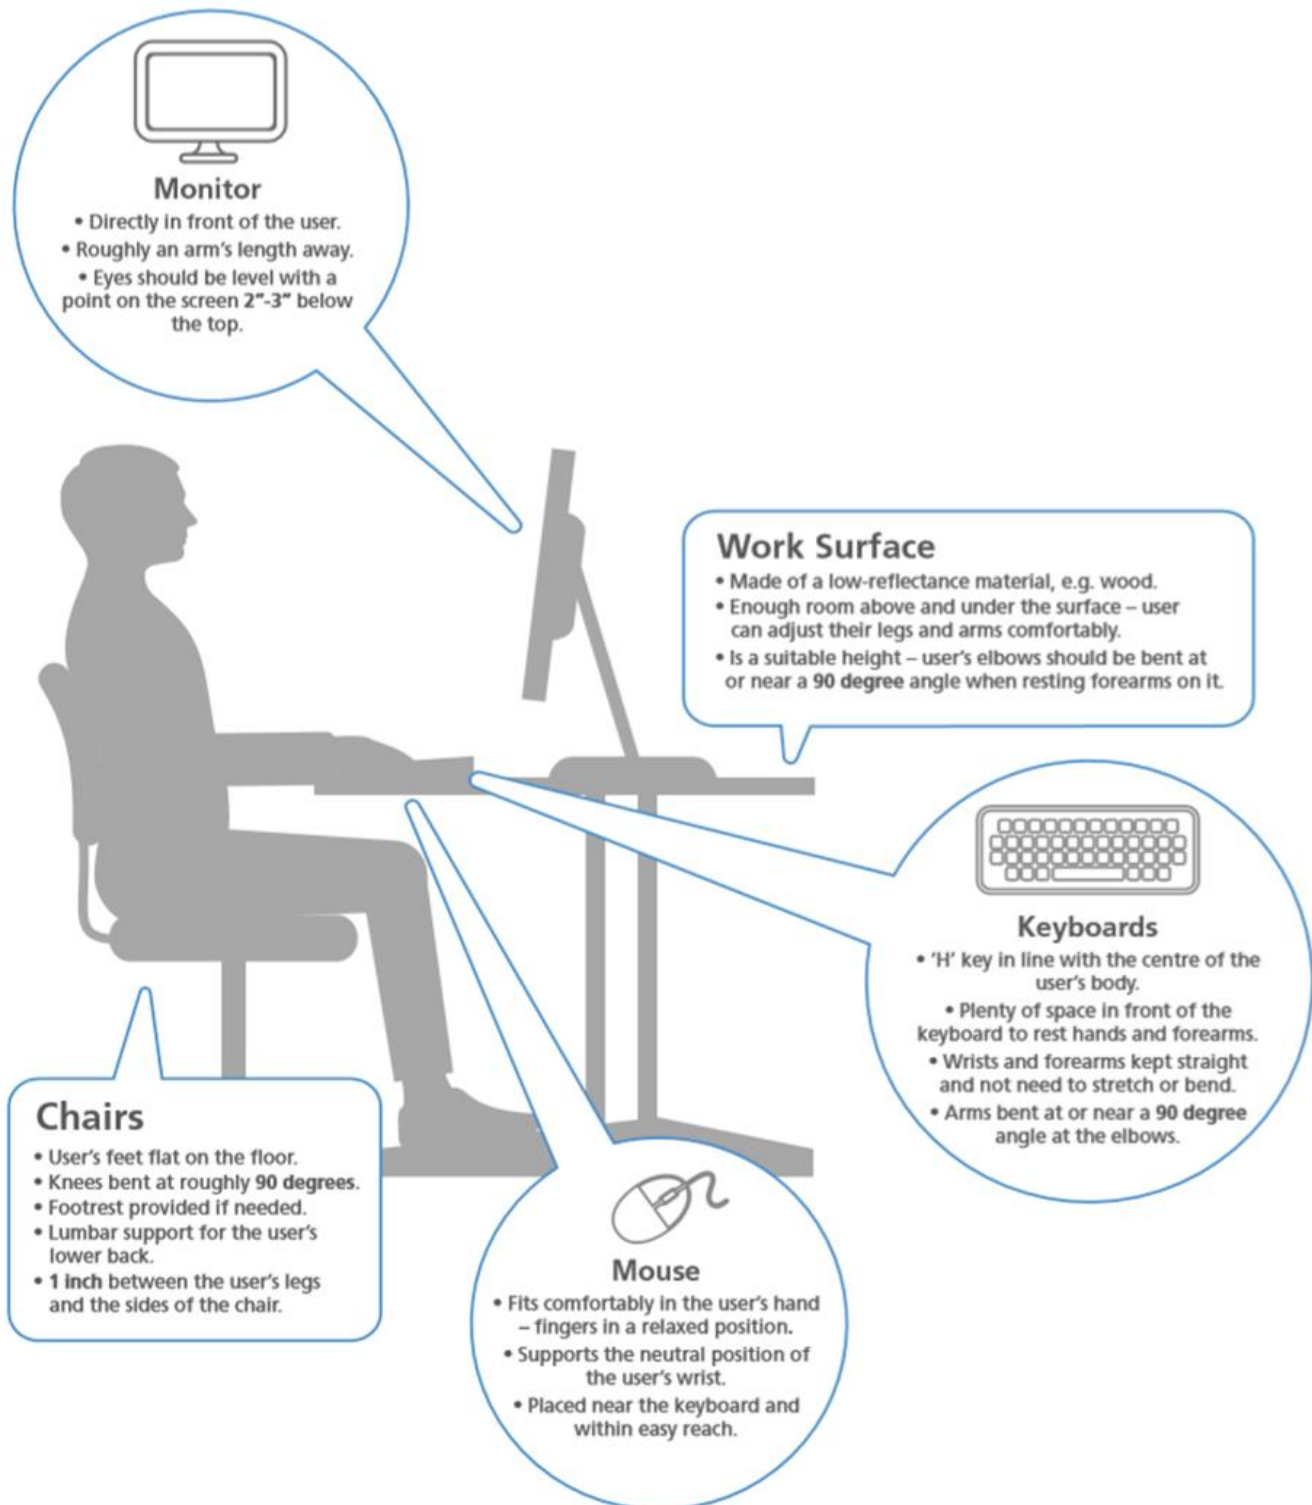 Monitor
• Directly in front of the user.
• Roughly an arm's length away.
• Eyes should be level with a
point on the screen 2"-3" below
the top.
Work Surface
• Made of a low-reflectance material, e.g. wood.
• Enough room above and under the surface – user
can adjust their legs and arms comfortably.
• Is a suitable height – user's elbows should be bent at
or near a 90 degree angle when resting forearms on it.
Keyboards
• 'H' key in line with the centre of the
user's body.
• Plenty of space in front of the
keyboard to rest hands and forearms.
• Wrists and forearms kept straight
and not need to stretch or bend.
• Arms bent at or near a 90 degree
angle at the elbows.
Chairs
• User's feet flat on the floor.
• Knees bent at roughly 90 degrees.
• Footrest provided if needed.
• Lumbar support for the user's
lower back.
• 1 inch between the user's legs
and the sides of the chair.
Mouse
• Fits comfortably in the user's hand
– fingers in a relaxed position.
• Supports the neutral position of
the user's wrist.
• Placed near the keyboard and
within easy reach.